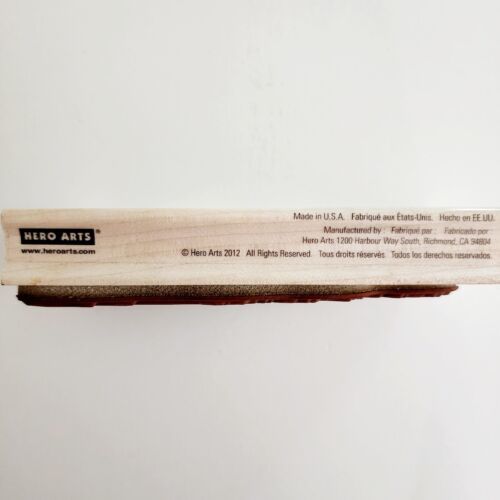 Made in U.S.A. Fabriqué aux États-Unis. Hecho en EE.UU.
HERO ARTS®
Manufactured by : Fabriqué par : Fabricado por :
Hero Arts 1200 Harbour Way South, Richmond, CA 94804
www.heroarts.com
© Hero Arts 2012 All Rights Reserved. Tous droits réservés. Todos los derechos reservados.